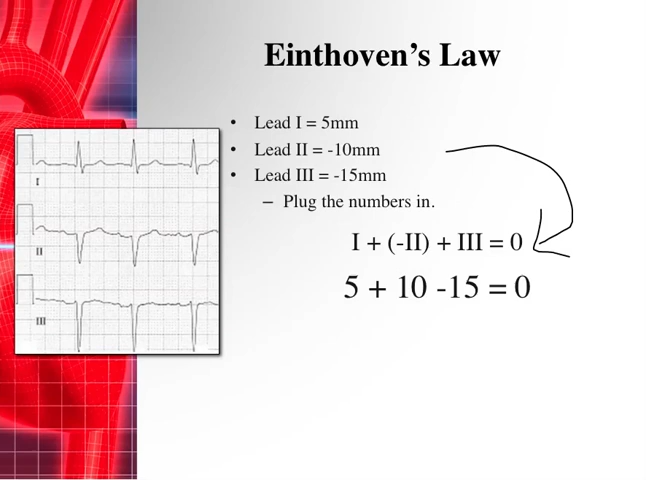 Einthoven’s Law
• Lead I = 5mm
• Lead II = -10mm
• Lead III = -15mm
– Plug the numbers in.
I + (-II) + III = 0
5 + 10 -15 = 0
I
II
III